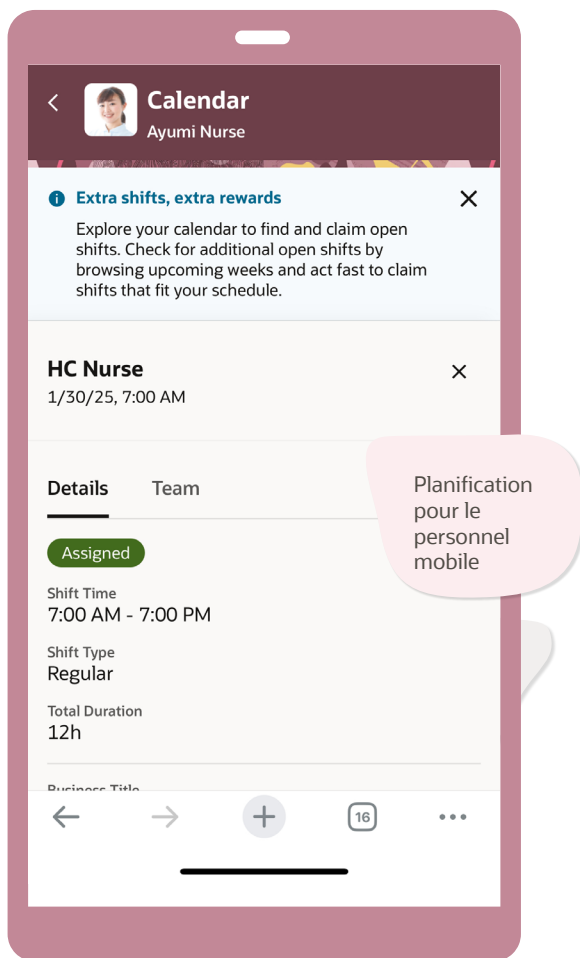 Calendar
Ayumi Nurse
Extra shifts, extra rewards
Explore your calendar to find and claim open
shifts. Check for additional open shifts by
browsing upcoming weeks and act fast to claim
shifts that fit your schedule.
HC Nurse
1/30/25, 7:00 AM
Details Team
Planification
pour le
personnel
mobile
Assigned
Shift Time
7:00 AM - 7:00 PM
Shift Type
Regular
Total Duration
12h
Business Title
16